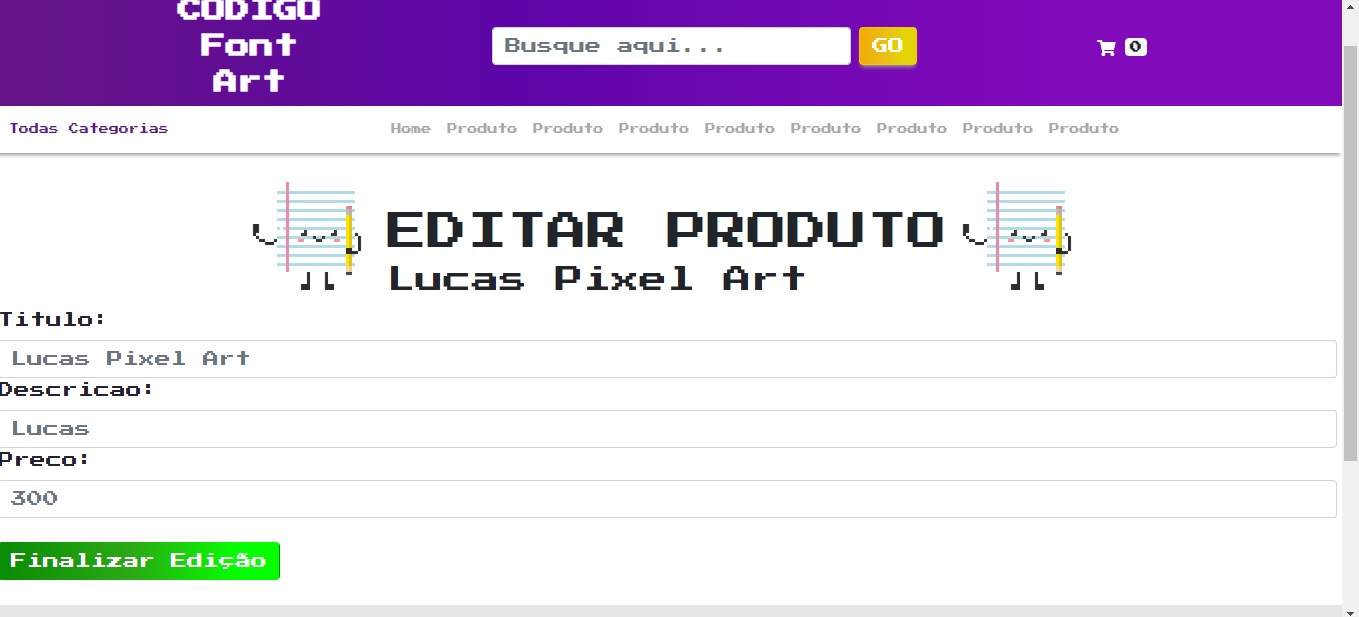 CODIGO
Font
Art
Busque aqui...
GO
0
Todas Categorias
Home Produto Produto Produto Produto Produto Produto Produto Produto
EDITAR PRODUTO
Lucas Pixel Art
Titulo:
Lucas Pixel Art
Descricao:
Lucas
Preco:
300
Finalizar Edição